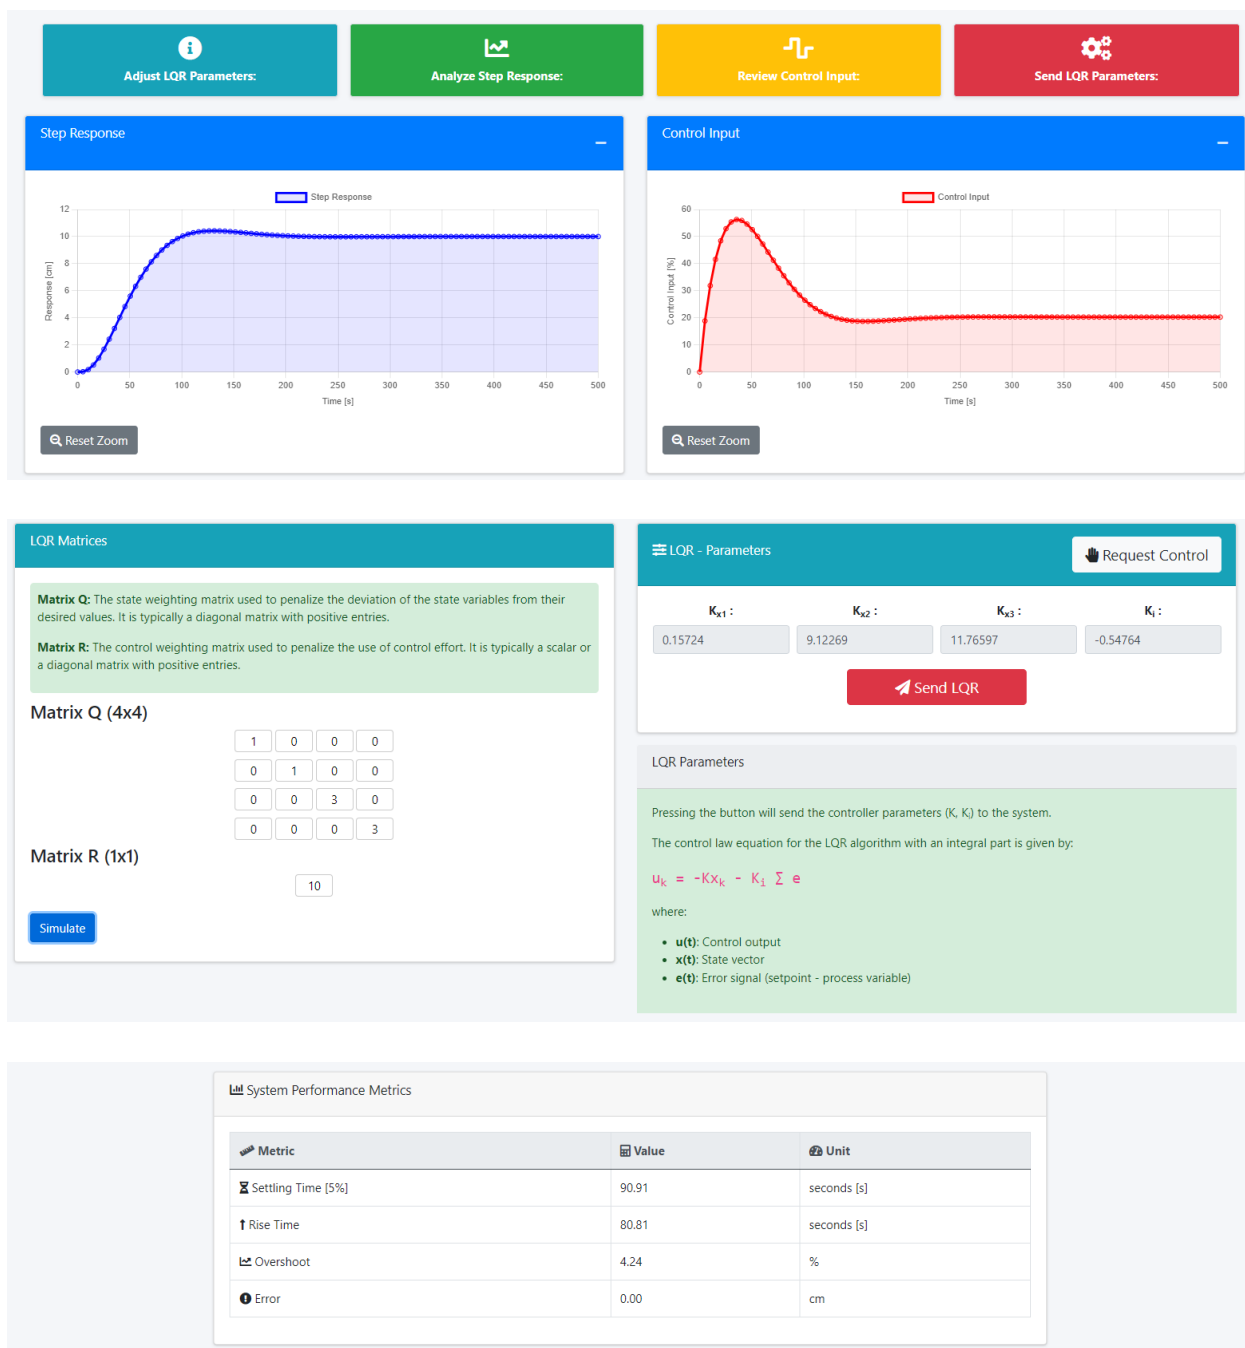 Adjust LQR Parameters:
Analyze Step Response:
Review Control Input:
Send LQR Parameters:
Step Response
Step Response
12
10
8
6
4
2
0
Response [cm]
0 50 100 150 200 250 300 350 400 450 500
Time [s]
Reset Zoom
Control Input
Control Input
60
50
40
30
20
10
0
Control Input [%]
0 50 100 150 200 250 300 350 400 450 500
Time [s]
Reset Zoom
LQR Matrices
Matrix Q: The state weighting matrix used to penalize the deviation of the state variables from their
desired values. It is typically a diagonal matrix with positive entries.
Matrix R: The control weighting matrix used to penalize the use of control effort. It is typically a scalar or
a diagonal matrix with positive entries.
Matrix Q (4x4)
1 0 0 0
0 1 0 0
0 0 3 0
0 0 0 3
Matrix R (1x1)
10
Simulate
LQR - Parameters
Request Control
Kx1 : Kx2 : Kx3 : Ki :
0.15724 9.12269 11.76597 -0.54764
Send LQR
LQR Parameters
Pressing the button will send the controller parameters (K, Ki) to the system.
The control law equation for the LQR algorithm with an integral part is given by:
uk = -Kxk - Ki ∑ e
where:
• u(t): Control output
• x(t): State vector
• e(t): Error signal (setpoint - process variable)
System Performance Metrics
Metric Value Unit
Settling Time [5%] 90.91 seconds [s]
Rise Time 80.81 seconds [s]
Overshoot 4.24 %
Error 0.00 cm